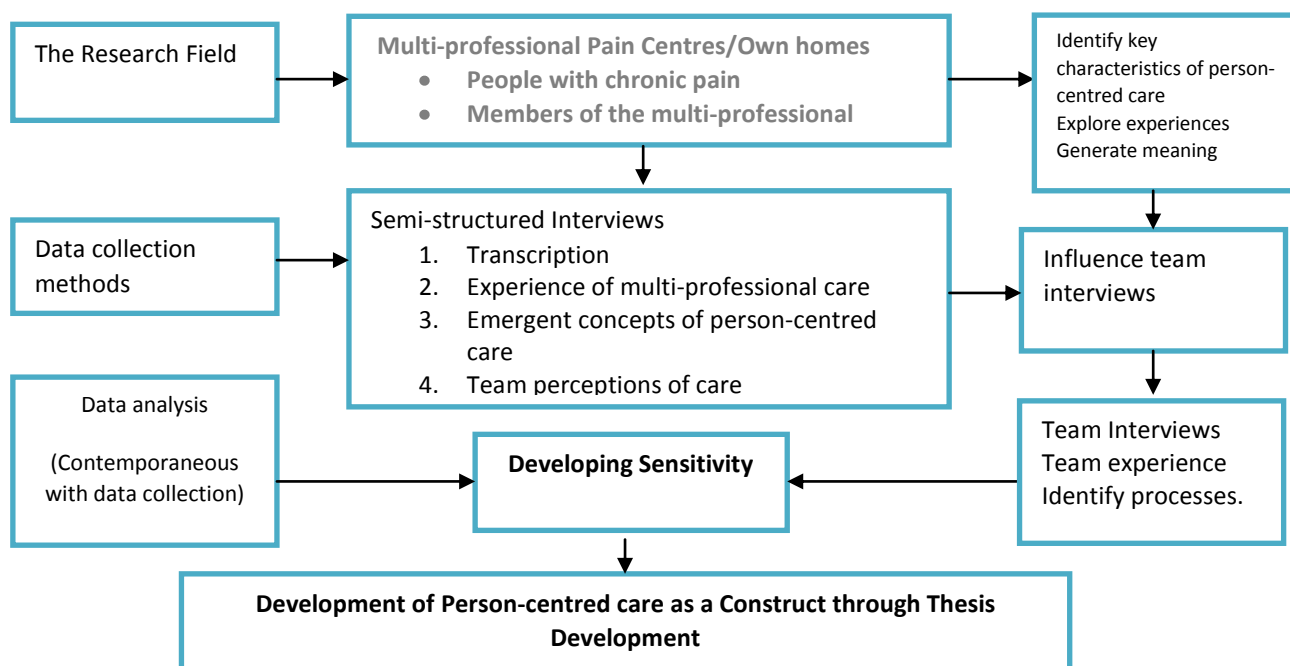 The Research Field
Multi-professional Pain Centres/Own homes
● People with chronic pain
● Members of the multi-professional
Identify key
characteristics of person-
centred care
Explore experiences
Generate meaning
Data collection
methods
Semi-structured Interviews
1. Transcription
2. Experience of multi-professional care
3. Emergent concepts of person-centred
care
4. Team perceptions of care
Influence team
interviews
Data analysis
(Contemporaneous
with data collection)
Developing Sensitivity
Team Interviews
Team experience
Identify processes.
Development of Person-centred care as a Construct through Thesis
Development